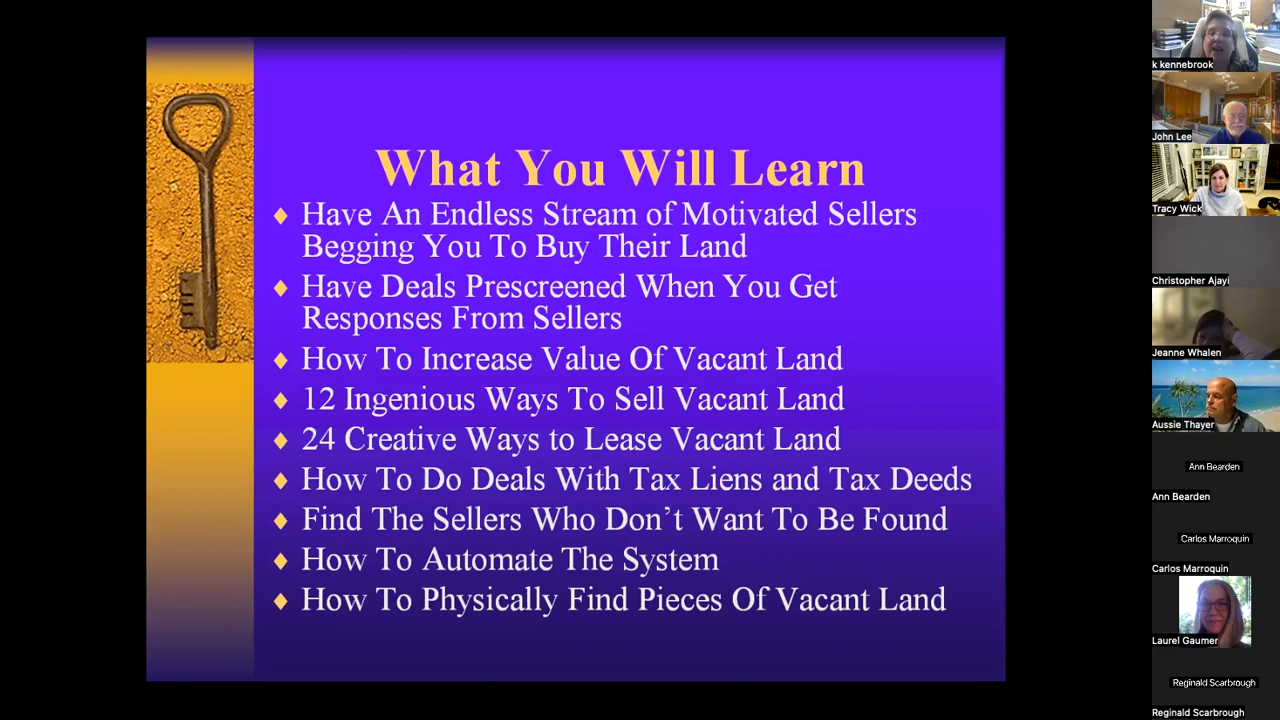 What You Will Learn
Have An Endless Stream of Motivated Sellers
Begging You To Buy Their Land
Have Deals Prescreened When You Get
Responses From Sellers
How To Increase Value Of Vacant Land
12 Ingenious Ways To Sell Vacant Land
24 Creative Ways to Lease Vacant Land
How To Do Deals With Tax Liens and Tax Deeds
Find The Sellers Who Don't Want To Be Found
How To Automate The System
How To Physically Find Pieces Of Vacant Land
k kennebrook
John Lee
Tracy Wick
Christopher Ajayi
Jeanne Whalen
Aussie Thayer
Ann Bearden
Ann Bearden
Carlos Marroquin
Carlos Marroquin
Laurel Gaumer
Reginald Scarbrough
Reginald Scarbrough